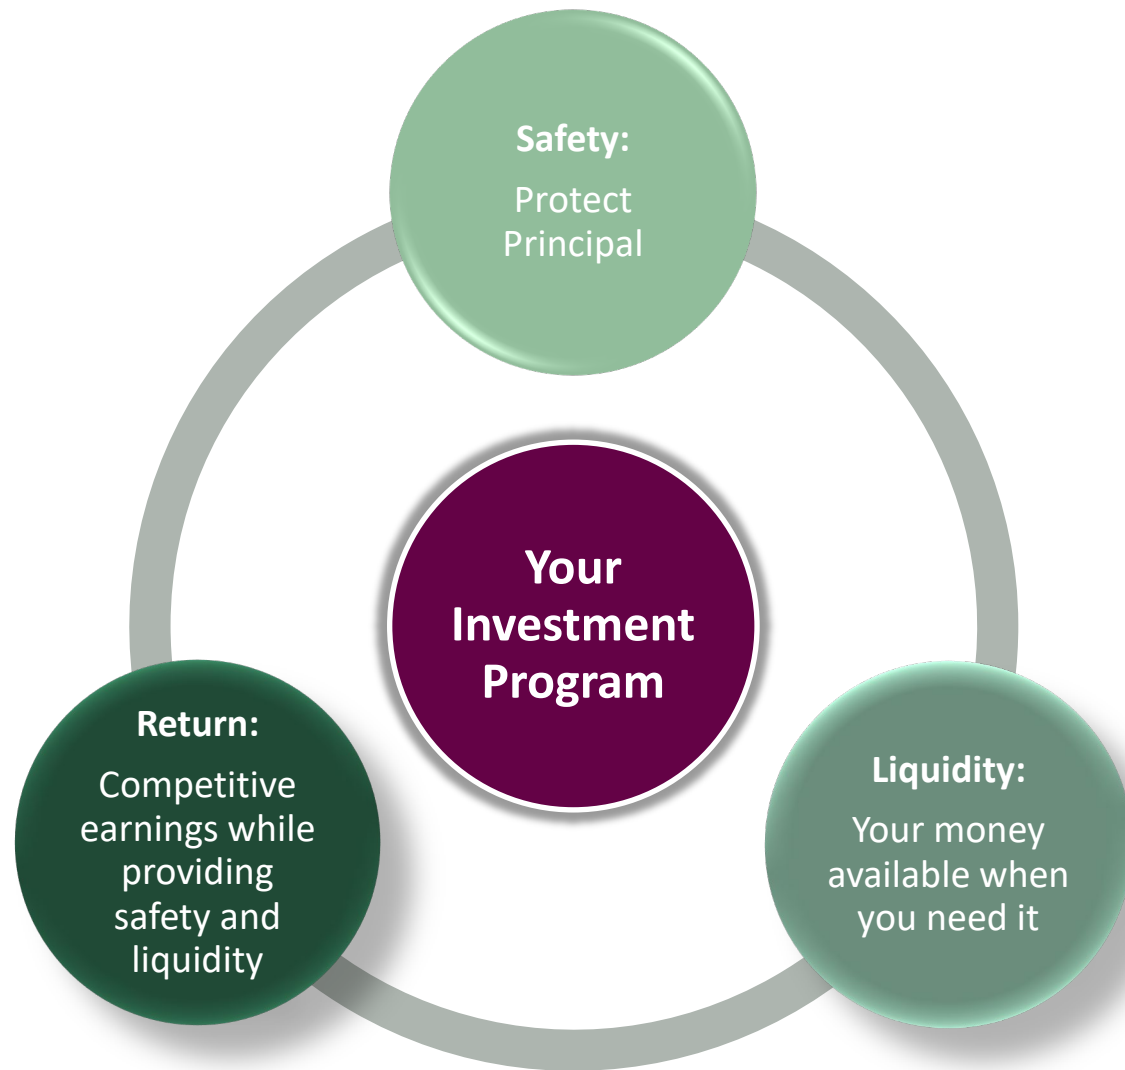 Safety:
Protect
Principal
Your
Investment
Program
Return:
Competitive
earnings while
providing
safety and
liquidity
Liquidity:
Your money
available when
you need it